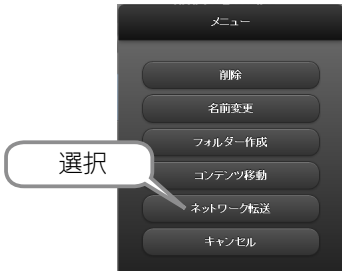 メニュー
削除
名前変更
フォルダー作成
コンテンツ移動
選択
ネットワーク転送
キャンセル